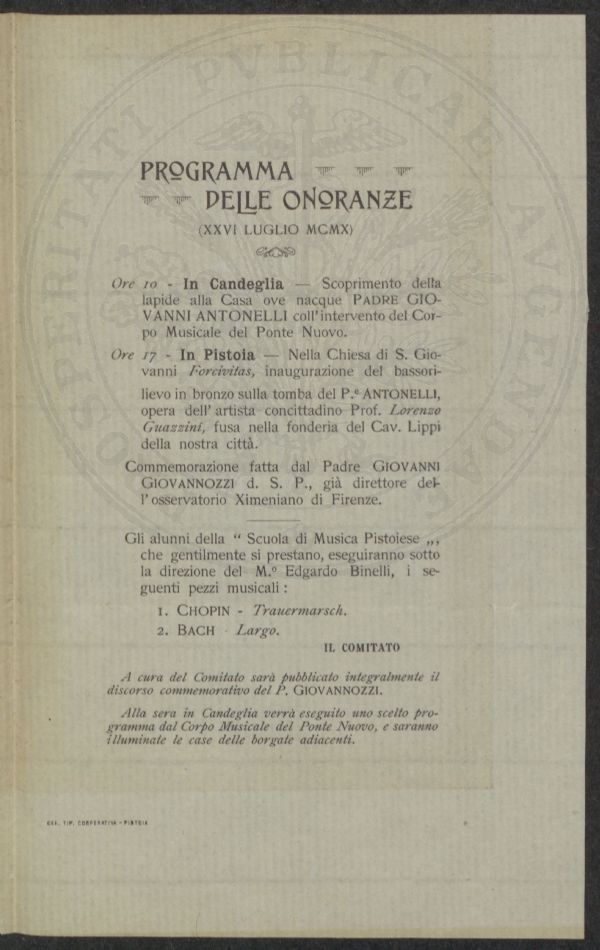 PROGRAMMA
DELLE ONORANZE
(XXVI LUGLIO MCMX)
Ore 10 - In Candeglia — Scoprimento della
lapide alla Casa ove nacque PADRE GIO-
VANNI ANTONELLI coll'intervento del Cor-
po Musicale del Ponte Nuovo.
Ore 17 - In Pistoia — Nella Chiesa di S. Gio-
vanni Forcivitas, inaugurazione del bassori-
lievo in bronzo sulla tomba del P.e ANTONELLI,
opera dell' artista concittadino Prof. Lorenzo
Guazzini, fusa nella fonderia del Cav. Lippi
della nostra città.
Commemorazione fatta dal Padre GIOVANNI
GIOVANNOZZI d. S. P., già direttore del-
l' osservatorio Ximeniano di Firenze.
Gli alunni della “ Scuola di Musica Pistoiese „,
che gentilmente si prestano, eseguiranno sotto
la direzione del M.o Edgardo Binelli, i se-
guenti pezzi musicali :
1. CHOPIN - Trauermarsch.
2. BACH - Largo.
IL COMITATO
A cura del Comitato sarà pubblicato integralmente il
discorso commemorativo del P. GIOVANNOZZI.
Alla sera in Candeglia verrà eseguito uno scelto pro-
gramma dal Corpo Musicale del Ponte Nuovo, e saranno
illuminate le case delle borgate adiacenti.
OFF. TIP. COOPERATIVA - PISTOIA
PVBLICAE